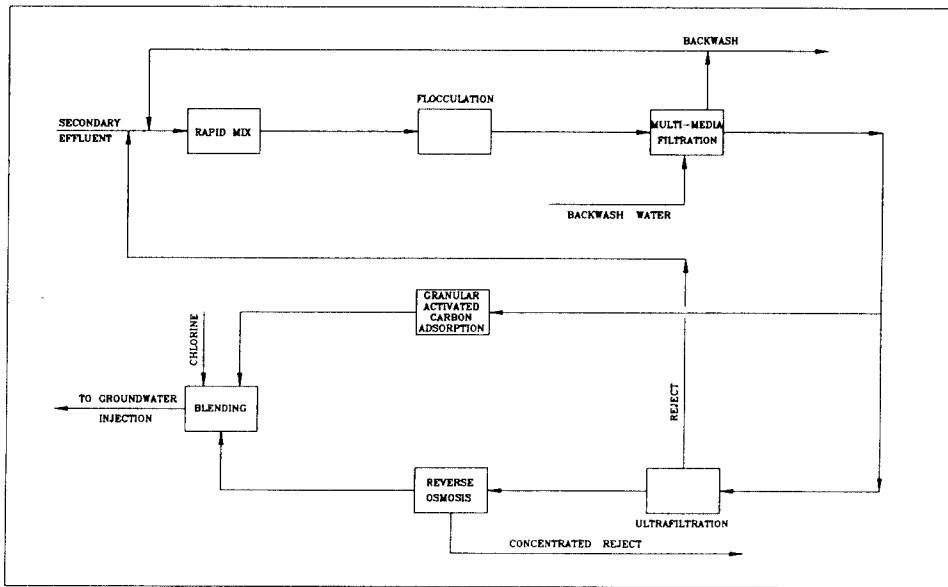 BACKWASH
FLOCCULATION
SECONDARY
EFFLUENT
RAPID MIX
MULTI-MEDIA
FILTRATION
BACKWASH WATER
GRANULAR
ACTIVATED
CARBON
ADSORPTION
CHLORINE
TO GROUNDWATER
INJECTION
BLENDING
REJECT
REVERSE
OSMOSIS
ULTRAFILTRATION
CONCENTRATED REJECT